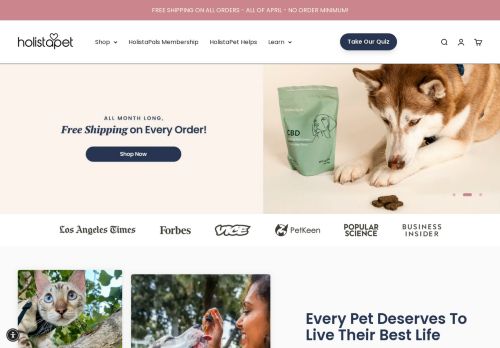 FREE SHIPPING ON ALL ORDERS - ALL OF APRIL - NO ORDER MINIMUM!
holistapet
Shop
HolistaPals Membership
HolistaPet Helps
Learn
Take Our Quiz
ALL MONTH LONG,
Free Shipping on Every Order!
Shop Now
CBD
Los Angeles Times
Forbes
VICE
PetKeen
POPULAR
SCIENCE
BUSINESS
INSIDER
Every Pet Deserves To
Live Their Best Life